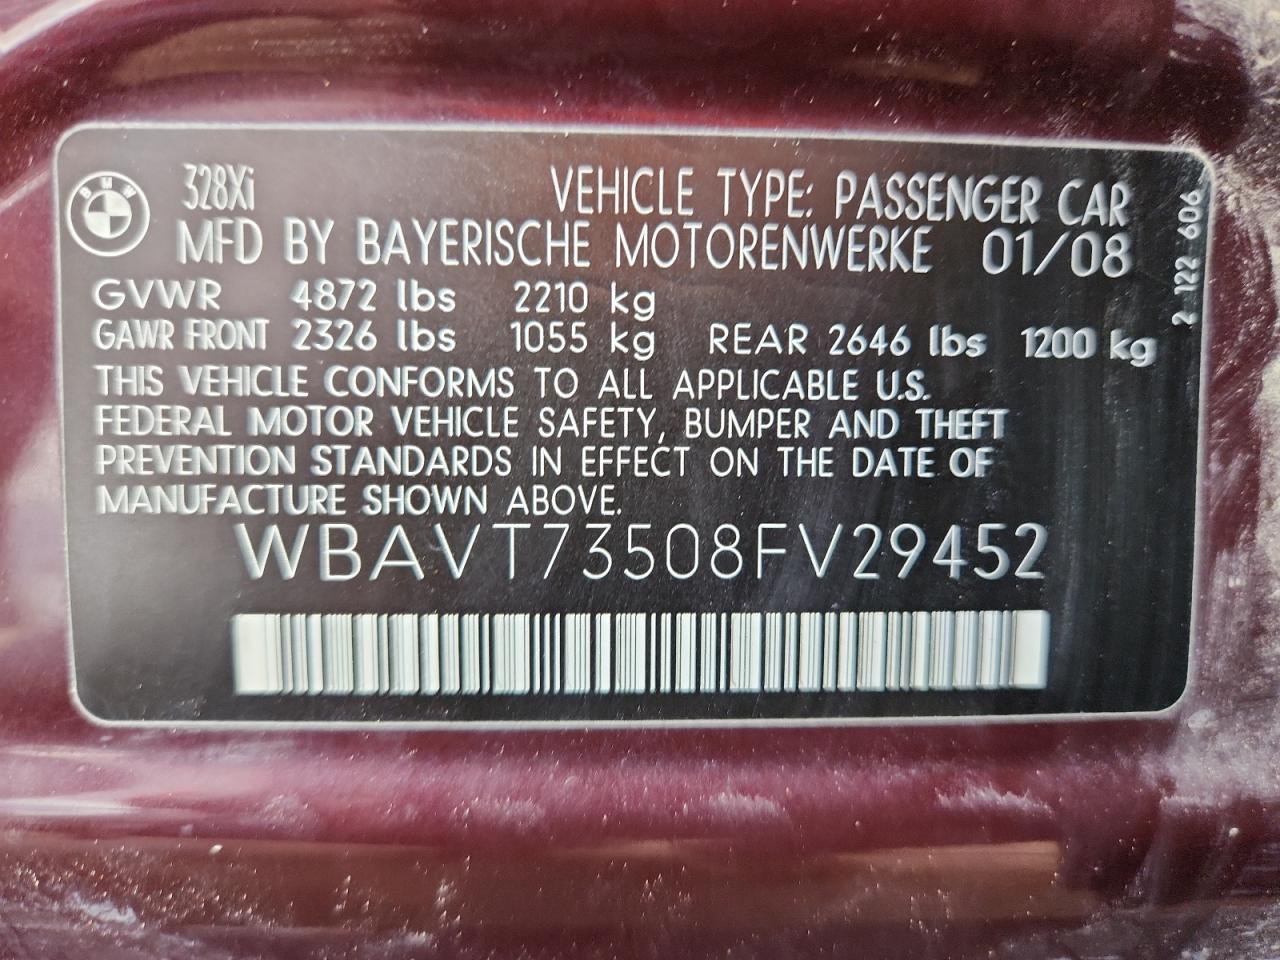 BMW
328Xi
VEHICLE TYPE: PASSENGER CAR
MFD BY BAYERISCHE MOTORENWERKE 01/08
GVWR 4872 lbs 2210 kg
GAWR FRONT 2326 lbs 1055 kg REAR 2646 lbs 1200 kg
THIS VEHICLE CONFORMS TO ALL APPLICABLE U.S.
FEDERAL MOTOR VEHICLE SAFETY, BUMPER AND THEFT
PREVENTION STANDARDS IN EFFECT ON THE DATE OF
MANUFACTURE SHOWN ABOVE.
WBAVT73508FV29452
2 122 606